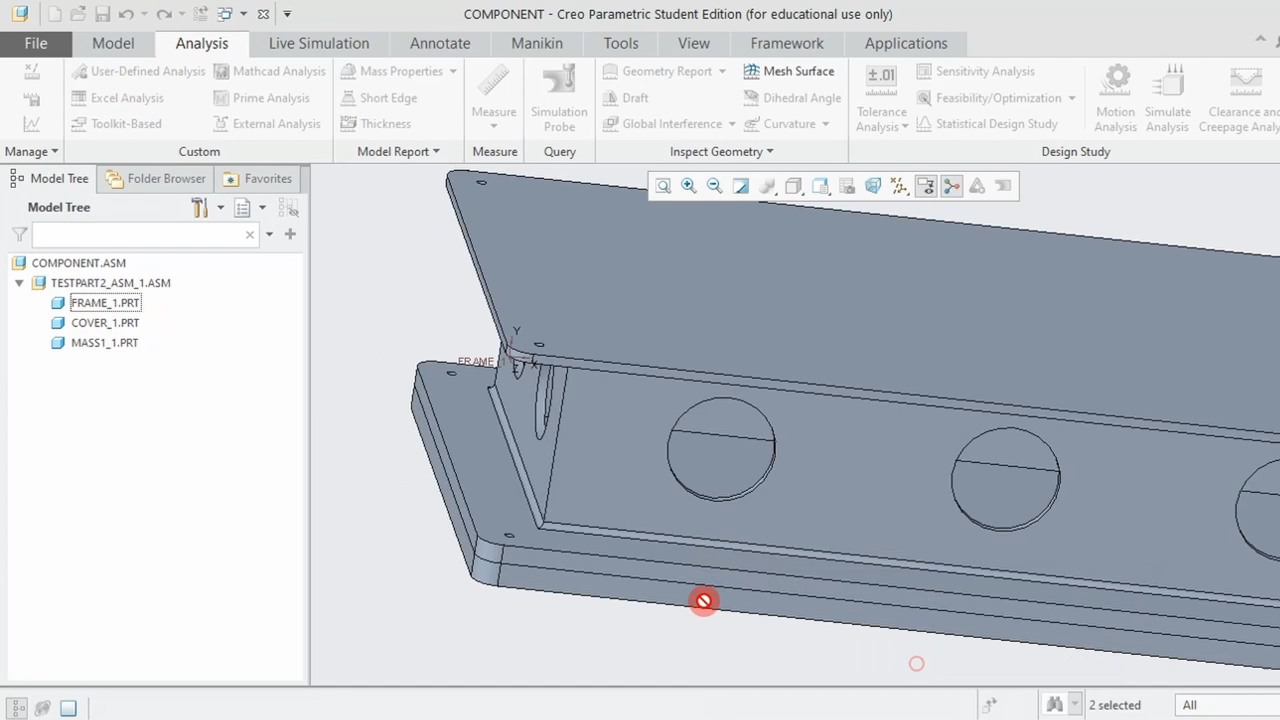 COMPONENT - Creo Parametric Student Edition (for educational use only)
File Model Analysis Live Simulation Annotate Manikin Tools View Framework Applications
User-Defined Analysis Mathcad Analysis Mass Properties Geometry Report Mesh Surface Sensitivity Analysis
Excel Analysis Prime Analysis Short Edge Draft Dihedral Angle Feasibility/Optimization
Toolkit-Based External Analysis Thickness Global Interference Curvature Statistical Design Study
Measure
Simulation
Probe
±.01
Tolerance
Analysis
Motion
Analysis
Simulate
Analysis
Clearance and
Creepage Analy
Manage Custom Model Report Measure Query Inspect Geometry Design Study
Model Tree Folder Browser Favorites
Model Tree
COMPONENT.ASM
TESTPART2_ASM_1.ASM
FRAME_1.PRT
COVER_1.PRT
MASS1_1.PRT
Y
FRAME
X
Z
2 selected
All